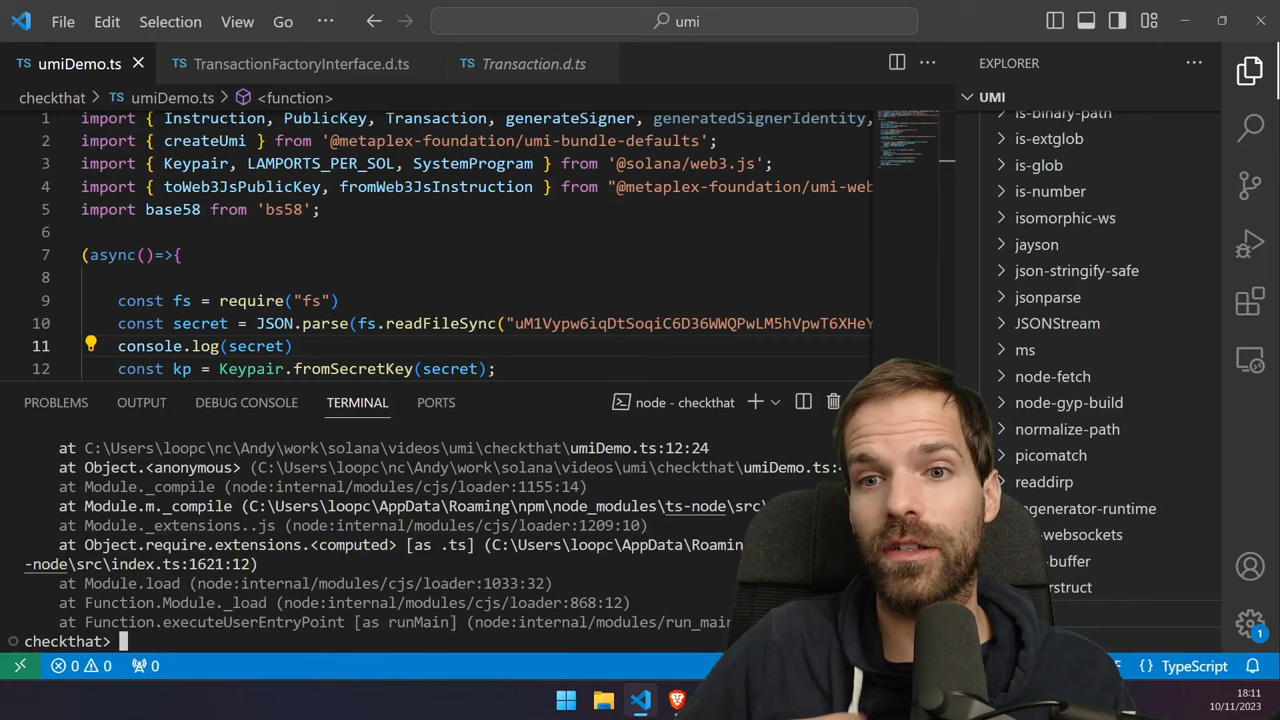 File Edit Selection View Go ··· umi
TS umiDemo.ts TS TransactionFactoryInterface.d.ts TS Transaction.d.ts ··· EXPLORER ···
checkthat > TS umiDemo.ts > <function> UMI
1 import { Instruction, PublicKey, Transaction, generateSigner, generatedSignerIdentity,
2 import { createUmi } from '@metaplex-foundation/umi-bundle-defaults';
3 import { Keypair, LAMPORTS_PER_SOL, SystemProgram } from '@solana/web3.js';
4 import { toWeb3JsPublicKey, fromWeb3JsInstruction } from "@metaplex-foundation/umi-web
5 import base58 from 'bs58';
6
7 (async()=>{
8
9 const fs = require("fs")
10 const secret = JSON.parse(fs.readFileSync("uM1Vypw6iqDtSoqiC6D36WWQPwLM5hVpwT6XHeY
11 console.log(secret)
12 const kp = Keypair.fromSecretKey(secret);
is-binary-path
is-extglob
is-glob
is-number
isomorphic-ws
jayson
json-stringify-safe
jsonparse
JSONStream
ms
node-fetch
node-gyp-build
normalize-path
picomatch
readdirp
egenerator-runtime
-websockets
-buffer
erstruct
PROBLEMS OUTPUT DEBUG CONSOLE TERMINAL PORTS node - checkthat
at C:\Users\loopc\nc\Andy\work\solana\videos\umi\checkthat\umiDemo.ts:12:24
at Object.<anonymous> (C:\Users\loopc\nc\Andy\work\solana\videos\umi\checkthat\umiDemo.ts:
at Module._compile (node:internal/modules/cjs/loader:1155:14)
at Module.m._compile (C:\Users\loopc\AppData\Roaming\npm\node_modules\ts-node\src
at Module._extensions..js (node:internal/modules/cjs/loader:1209:10)
at Object.require.extensions.<computed> [as .ts] (C:\Users\loopc\AppData\Roaming
-node\src\index.ts:1621:12)
at Module.load (node:internal/modules/cjs/loader:1033:32)
at Function.Module._load (node:internal/modules/cjs/loader:868:12)
at Function.executeUserEntryPoint [as runMain] (node:internal/modules/run_main
checkthat>
0 0 0 {} TypeScript
1
18:11
10/11/2023